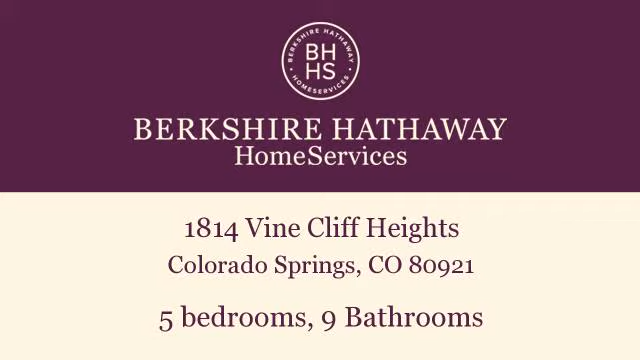 BERKSHIRE HATHAWAY
BH
HS
HOMESERVICES
BERKSHIRE HATHAWAY
HomeServices
1814 Vine Cliff Heights
Colorado Springs, CO 80921
5 bedrooms, 9 Bathrooms